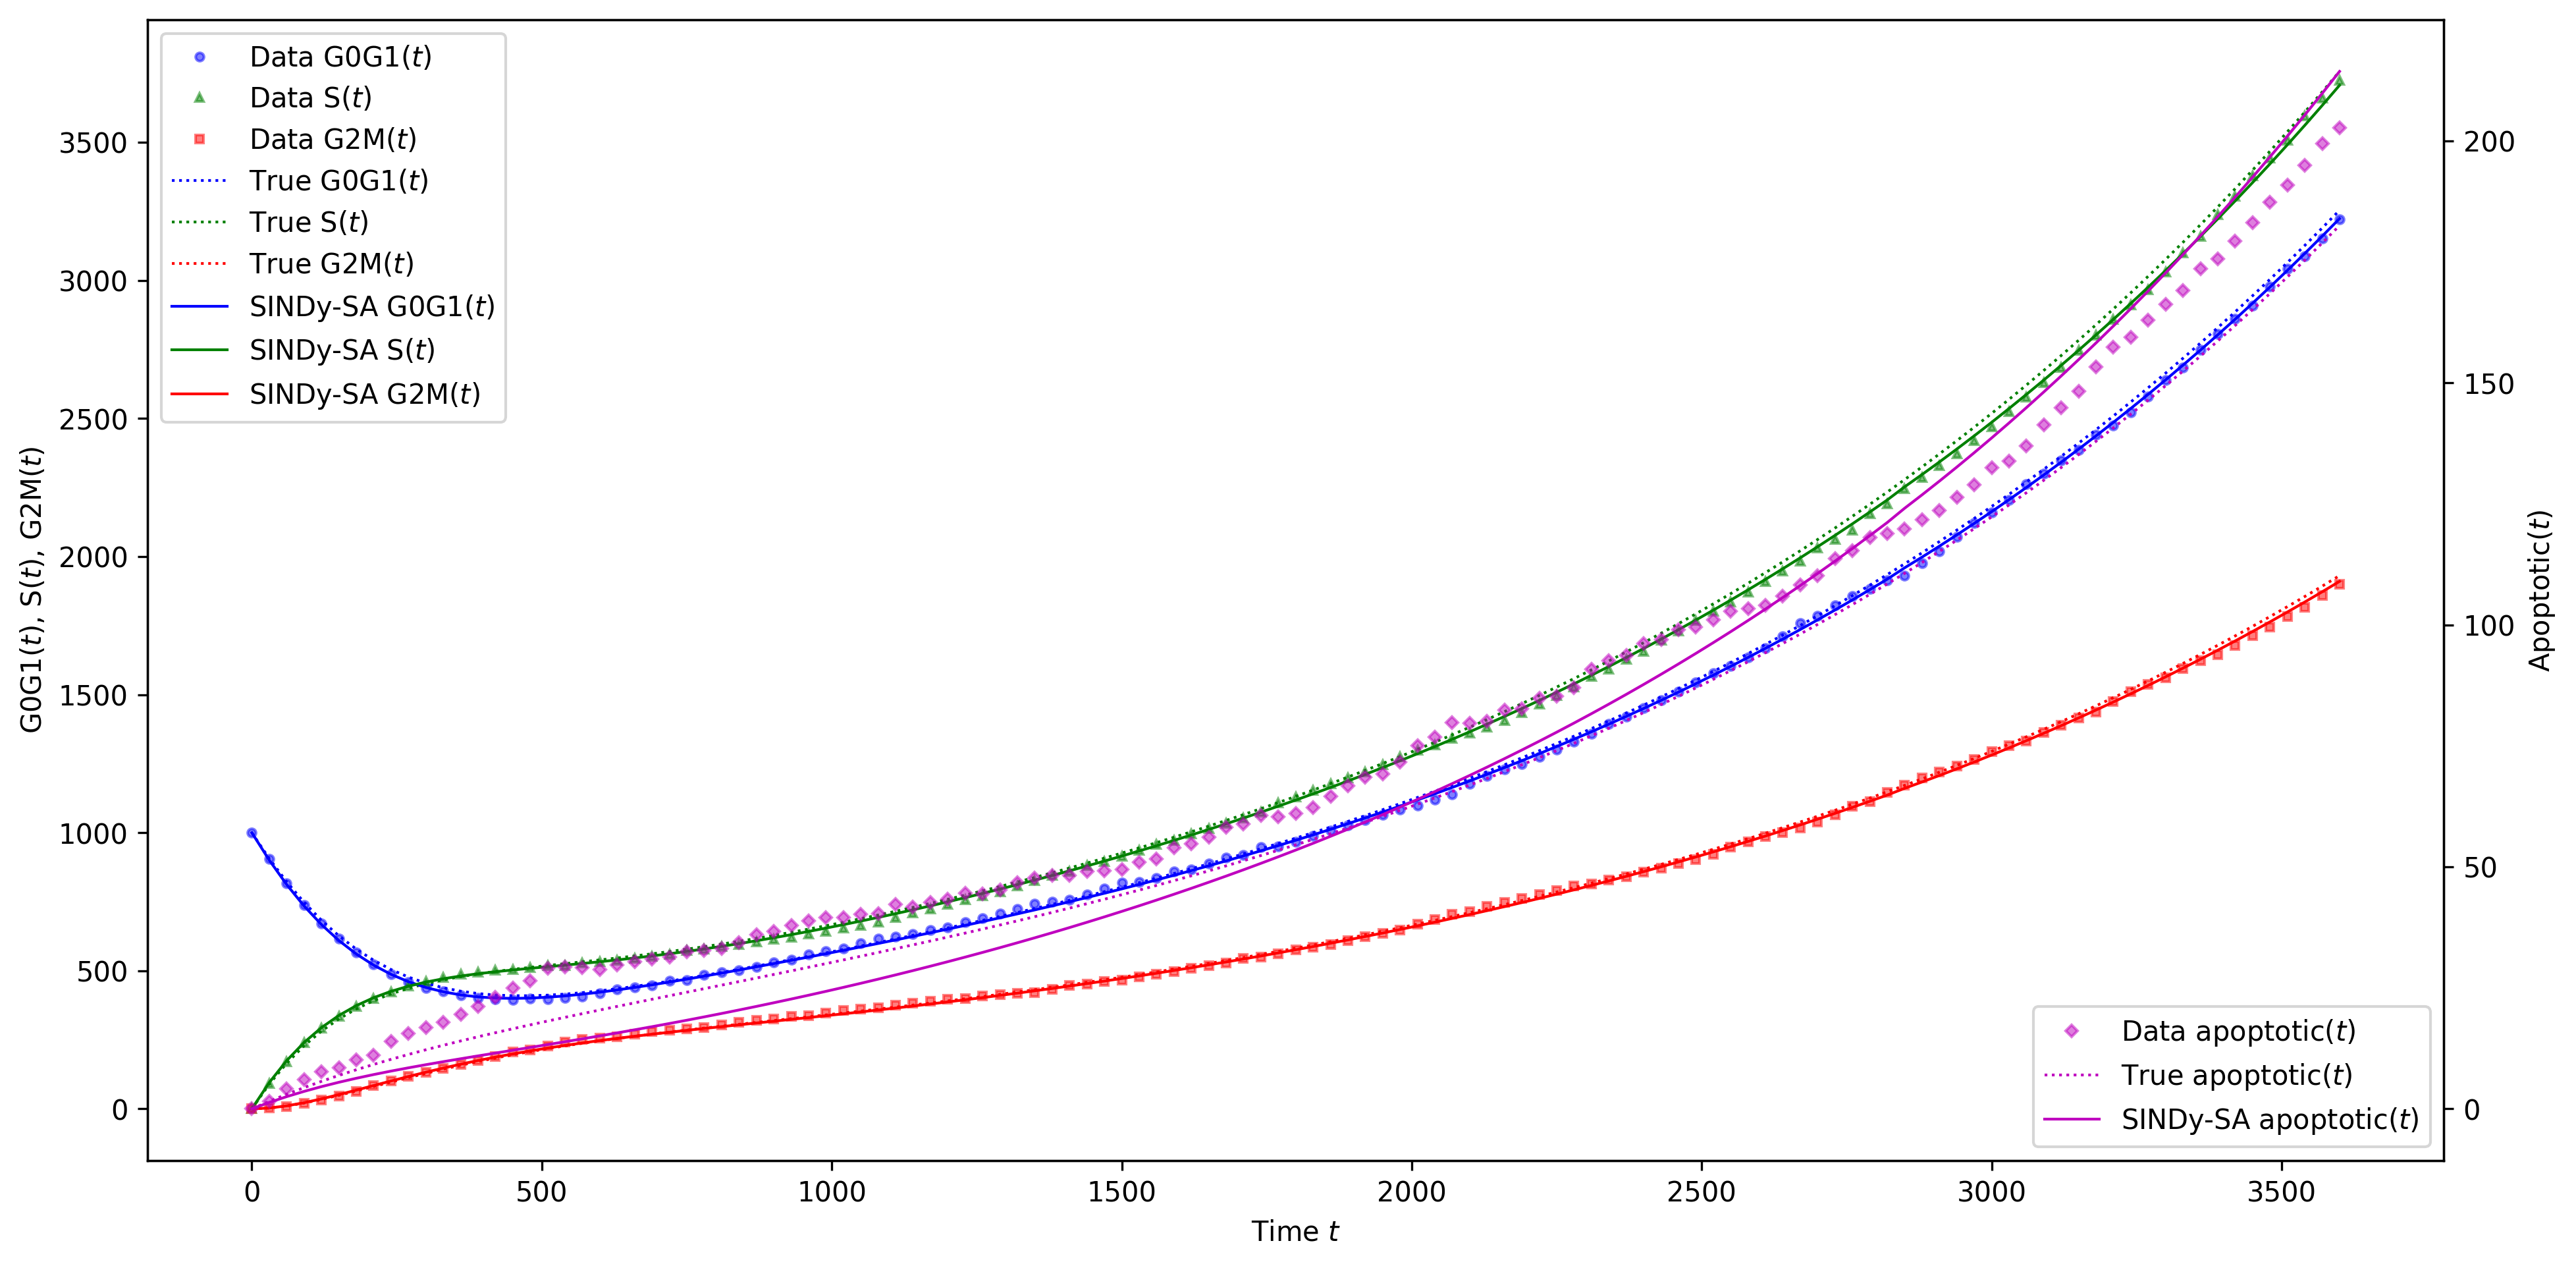 Data G0G1(t)
Data S(t)
Data G2M(t)
True G0G1(t)
True S(t)
True G2M(t)
SINDy-SA G0G1(t)
SINDy-SA S(t)
SINDy-SA G2M(t)
3500
3000
2500
2000
1500
1000
500
0
G0G1(t), S(t), G2M(t)
200
150
100
50
0
Apoptotic(t)
Data apoptotic(t)
True apoptotic(t)
SINDy-SA apoptotic(t)
0 500 1000 1500 2000 2500 3000 3500
Time t